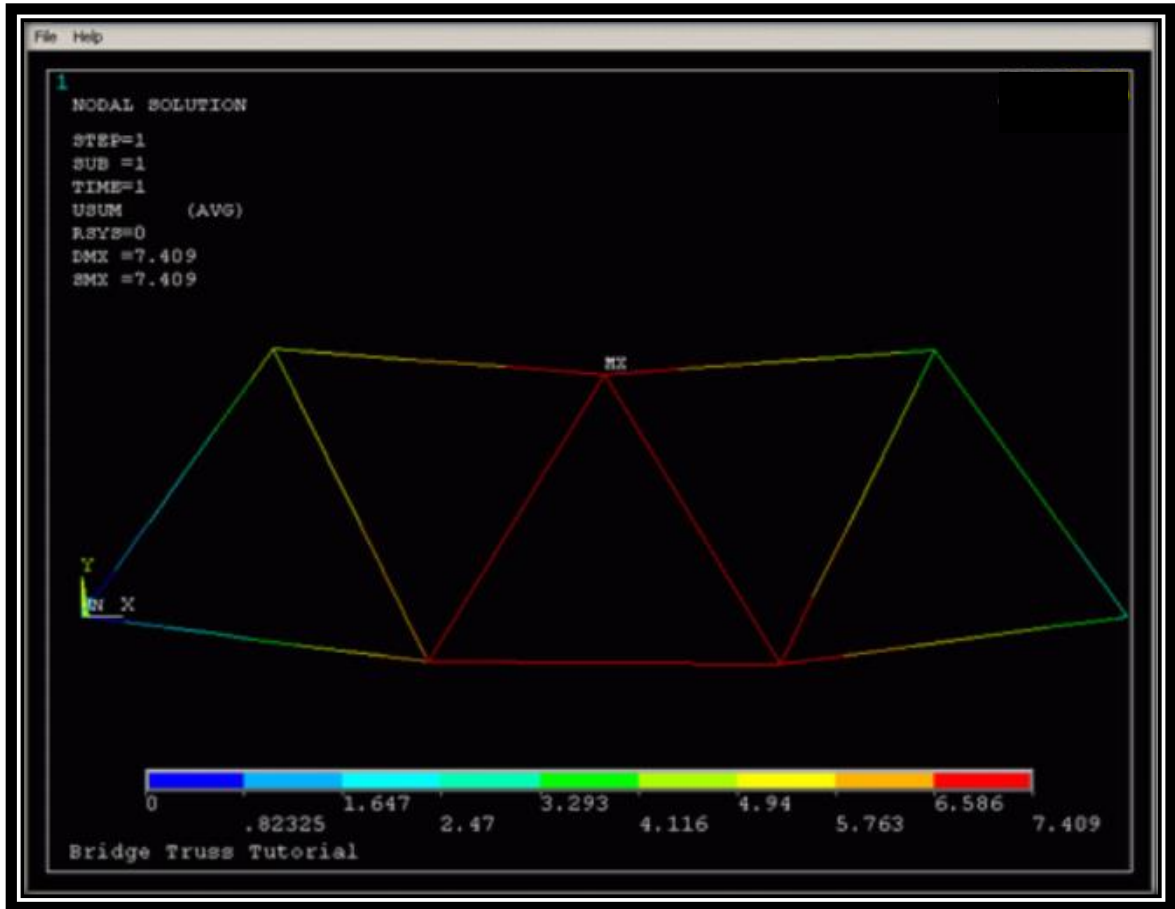 File Help
1
NODAL SOLUTION
STEP=1
SUB =1
TIME=1
USUM (AVG)
RSYS=0
DMX =7.409
SMX =7.409
MX
Y
X
0 1.647 3.293 4.94 6.586
.82325 2.47 4.116 5.763 7.409
Bridge Truss Tutorial